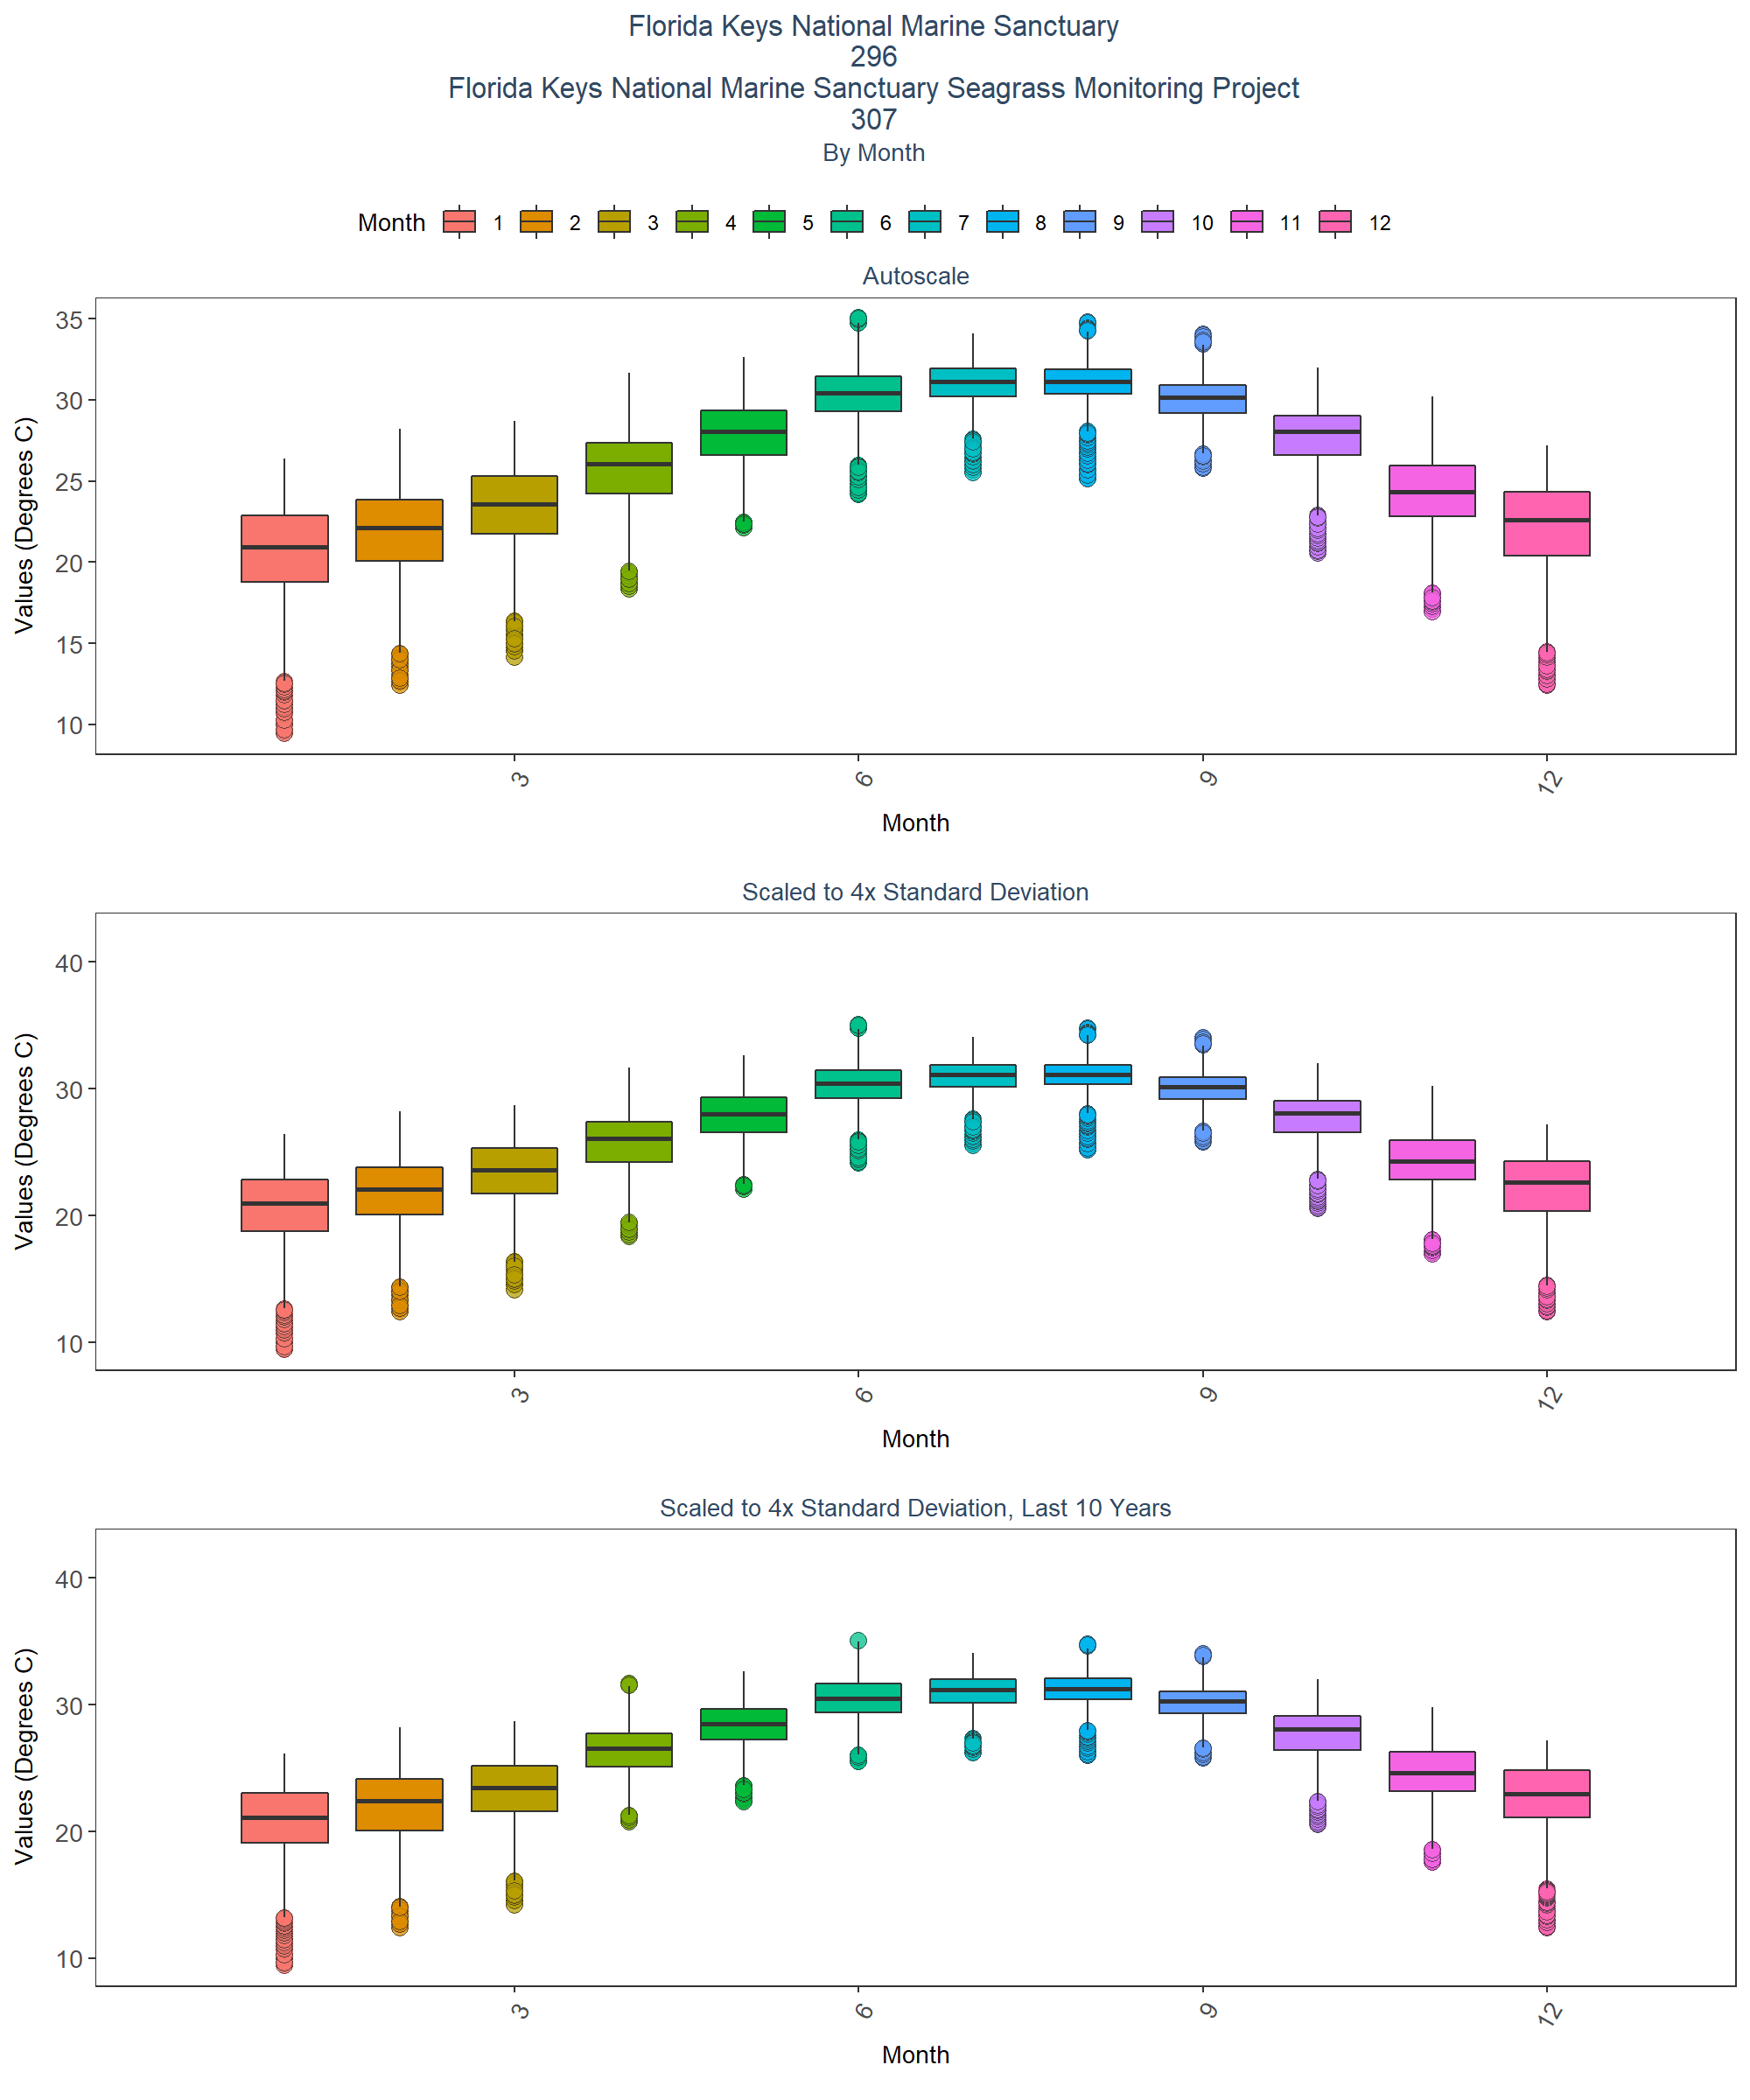 Florida Keys National Marine Sanctuary
296
Florida Keys National Marine Sanctuary Seagrass Monitoring Project
307
By Month
Month 1 2 3 4 5 6 7 8 9 10 11 12
Autoscale
Values (Degrees C)
35
30
25
20
15
10
3 6 9 12
Month
Scaled to 4x Standard Deviation
Values (Degrees C)
40
30
20
10
3 6 9 12
Month
Scaled to 4x Standard Deviation, Last 10 Years
Values (Degrees C)
40
30
20
10
3 6 9 12
Month